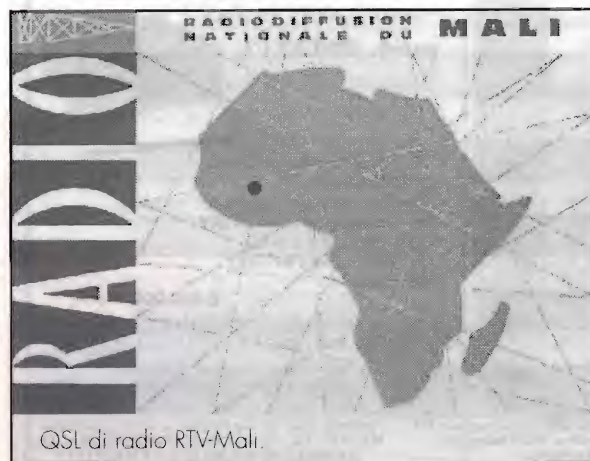 RADIODIFFUSION
NATIONALE DU MALI
RADIO
QSL di radio RTV-Mali.